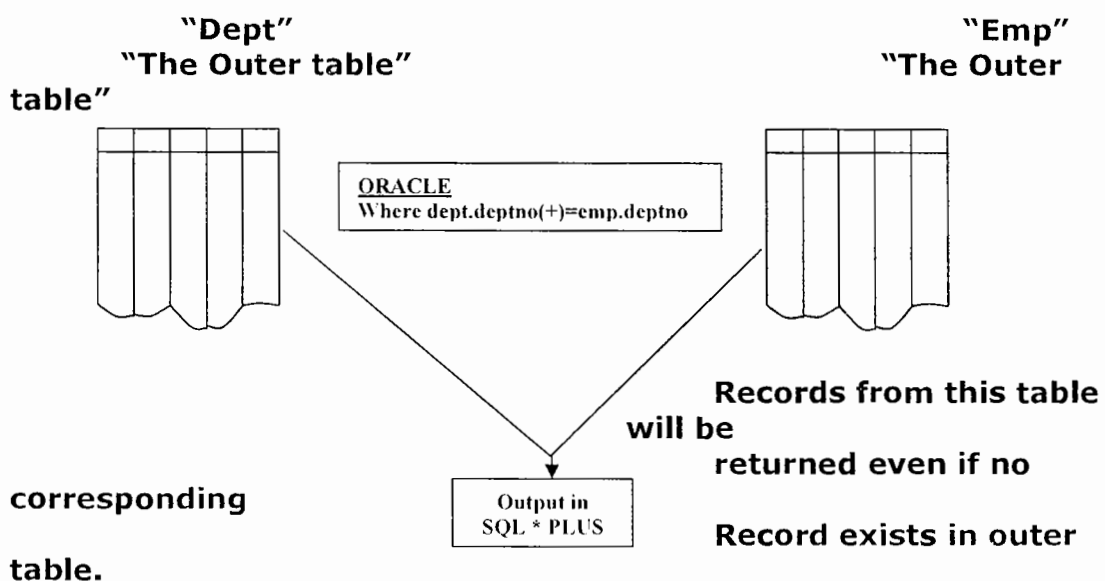 “Dept” “Emp”
“The Outer table” “The Outer
table”
ORACLE
Where dept.deptno(+)=emp.deptno
Records from this table
will be
returned even if no
corresponding
Output in
SQL * PLUS
Record exists in outer
table.